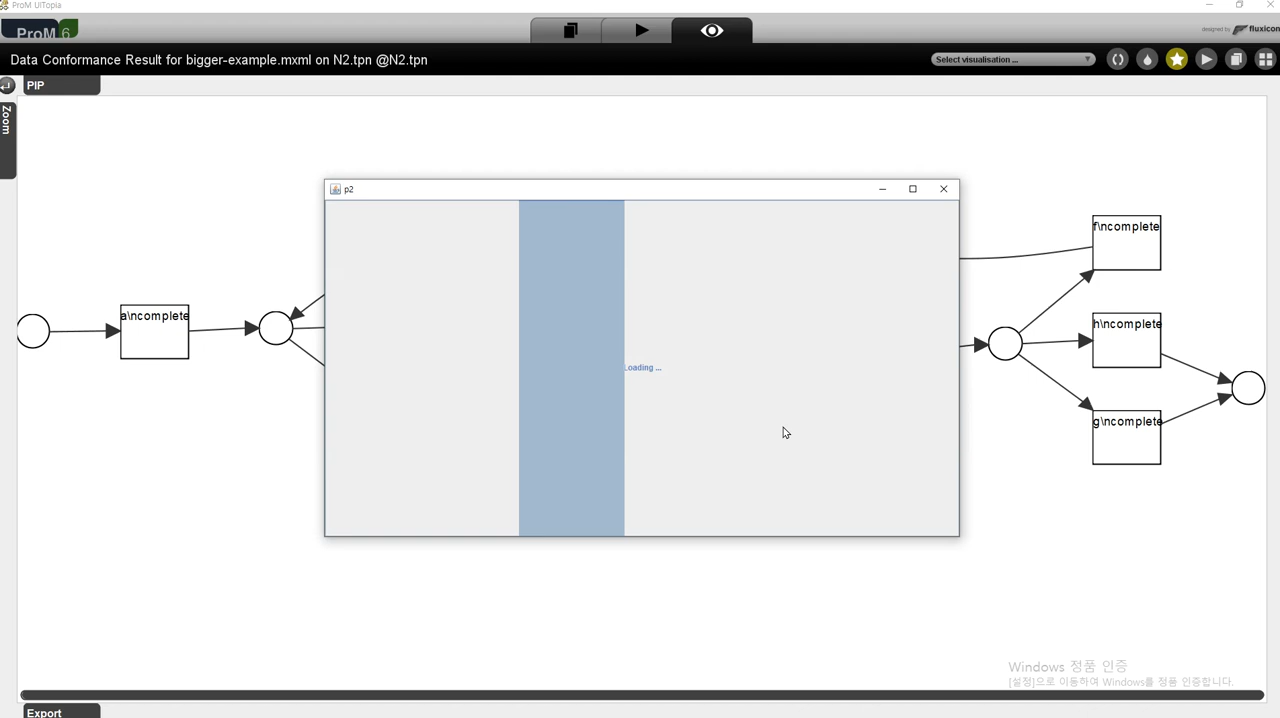 ProM UITopia
ProM 6
designed by fluxicon
Data Conformance Result for bigger-example.mxml on N2.tpn @N2.tpn
Select visualisation ...
PIP
Zoom
p2
Loading ...
a\ncomplete
f\ncomplete
h\ncomplete
g\ncomplete
Windows 정품 인증
[설정]으로 이동하여 Windows를 정품 인증합니다.
Export